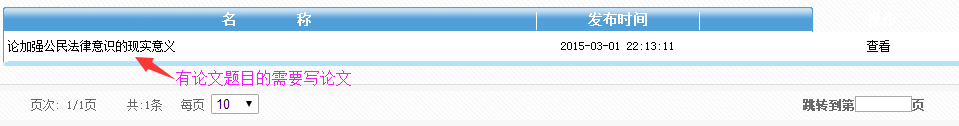 名 称 发布时间
论加强公民法律意识的现实意义 2015-03-01 22:13:11 查看
有论文题目的需要写论文
页次: 1/1页 共:1条 每页 10 跳转到第 页